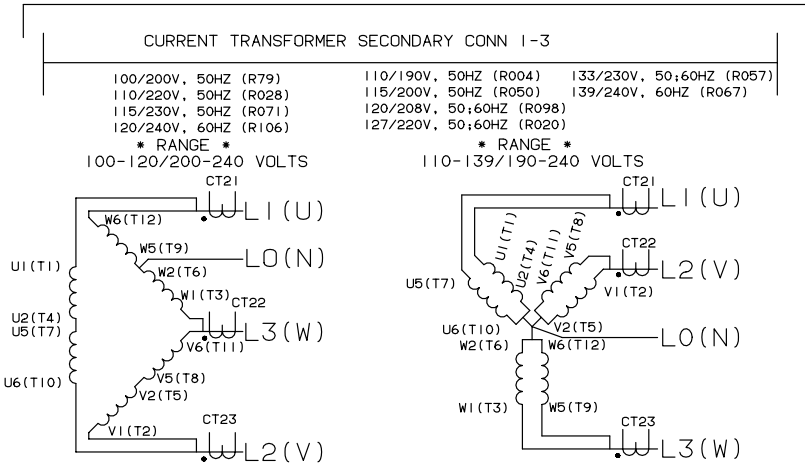 CURRENT TRANSFORMER SECONDARY CONN 1-3
100/200V, 50HZ (R79)
110/220V, 50HZ (R028)
115/230V, 50HZ (R071)
120/240V, 60HZ (R106)
* RANGE *
100-120/200-240 VOLTS
110/190V, 50HZ (R004)
115/200V, 50HZ (R050)
120/208V, 50;60HZ (R098)
127/220V, 50;60HZ (R020)
133/230V, 50;60HZ (R057)
139/240V, 60HZ (R067)
* RANGE *
110-139/190-240 VOLTS
CT21
L1(U)
W6(T12)
W5(T9)
L0(N)
W2(T6)
U1(T1)
W1(T3)
CT22
U2(T4)
U5(T7)
L3(W)
V6(T11)
V5(T8)
U6(T10)
V2(T5)
V1(T2)
CT23
L2(V)
CT21
L1(U)
U1(T1)
U2(T4)
V6(T11)
V5(T8)
CT22
L2(V)
U5(T7)
V1(T2)
U6(T10)
V2(T5)
L0(N)
W2(T6)
W6(T12)
W1(T3)
W5(T9)
CT23
L3(W)